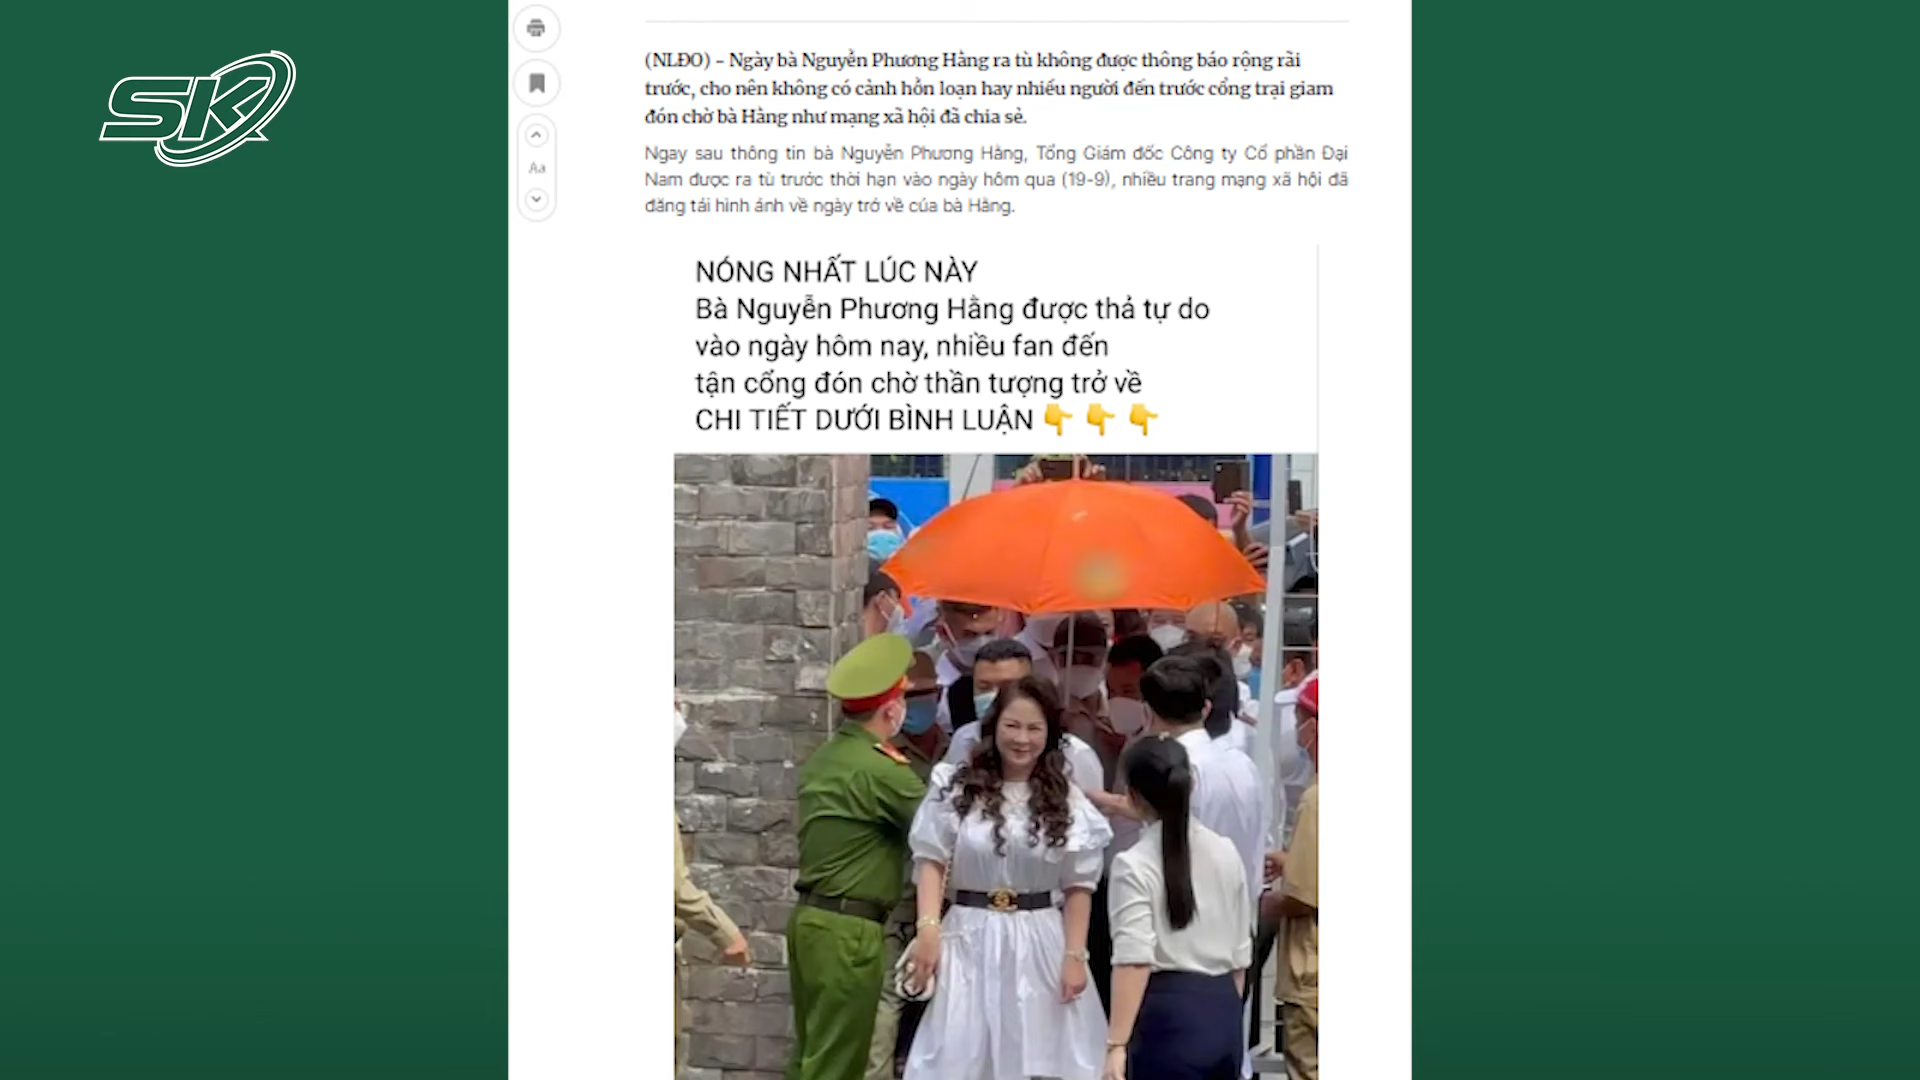 SK
(NLĐO) - Ngày bà Nguyễn Phương Hằng ra tù không được thông báo rộng rãi
trước, cho nên không có cảnh hỗn loạn hay nhiều người đến trước cổng trại giam
đón chờ bà Hằng như mạng xã hội đã chia sẻ.
Aa
Ngay sau thông tin bà Nguyễn Phương Hằng, Tổng Giám đốc Công ty Cổ phần Đại
Nam được ra tù trước thời hạn vào ngày hôm qua (19-9), nhiều trang mạng xã hội đã
đăng tải hình ảnh về ngày trở về của bà Hằng.
NÓNG NHẤT LÚC NÀY
Bà Nguyễn Phương Hằng được thả tự do
vào ngày hôm nay, nhiều fan đến
tận cổng đón chờ thần tượng trở về
CHI TIẾT DƯỚI BÌNH LUẬN 👇 👇 👇